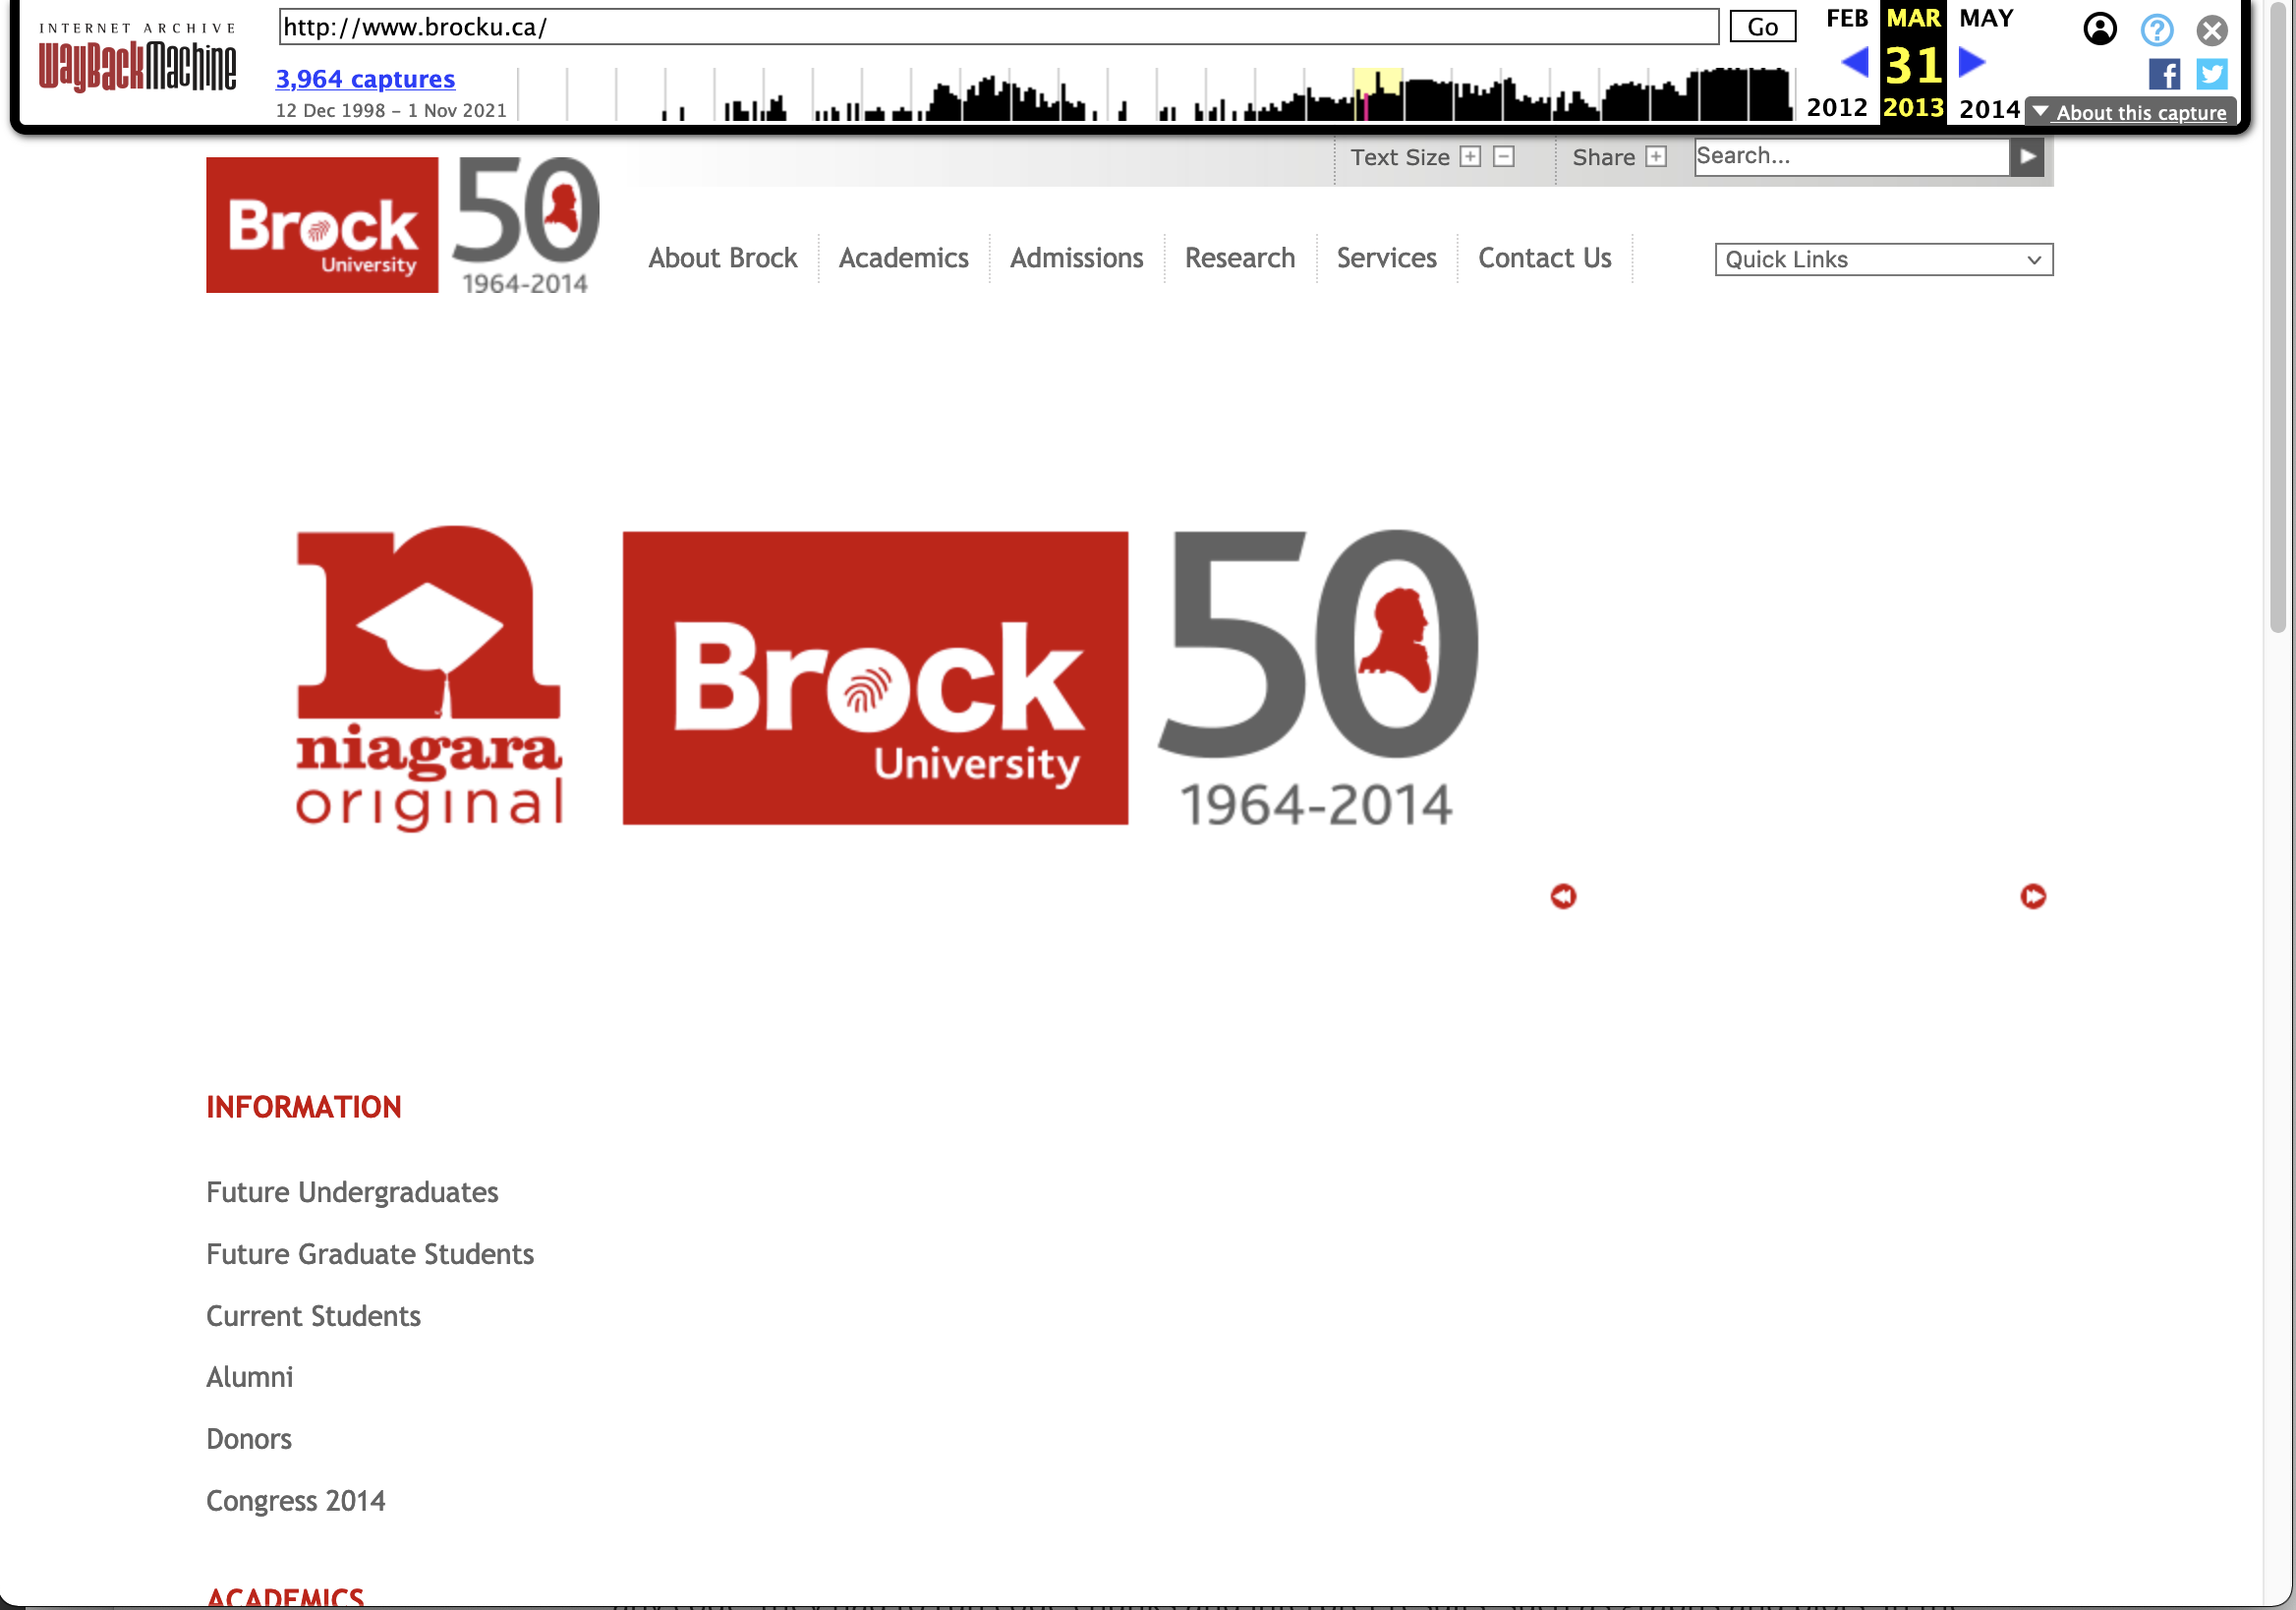 INTERNET ARCHIVE
WayBackMachine
http://www.brocku.ca/
Go
3,964 captures
12 Dec 1998 – 1 Nov 2021
FEB MAR MAY
31
2012 2013 2014
About this capture
Text Size + −
Share +
Search...
Brock
University
50
1964-2014
About Brock
Academics
Admissions
Research
Services
Contact Us
Quick Links
n
niagara
original
Brock
University
50
1964-2014
INFORMATION
Future Undergraduates
Future Graduate Students
Current Students
Alumni
Donors
Congress 2014
ACADEMICS